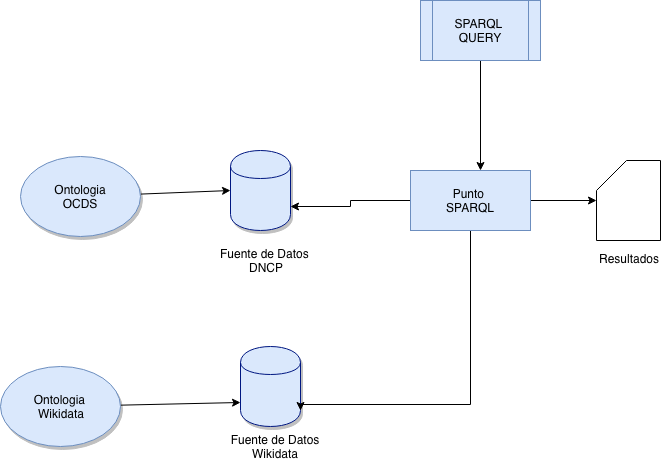 SPARQL
QUERY
Ontologia
OCDS
Punto
SPARQL
Fuente de Datos
DNCP
Resultados
Ontologia
Wikidata
Fuente de Datos
Wikidata